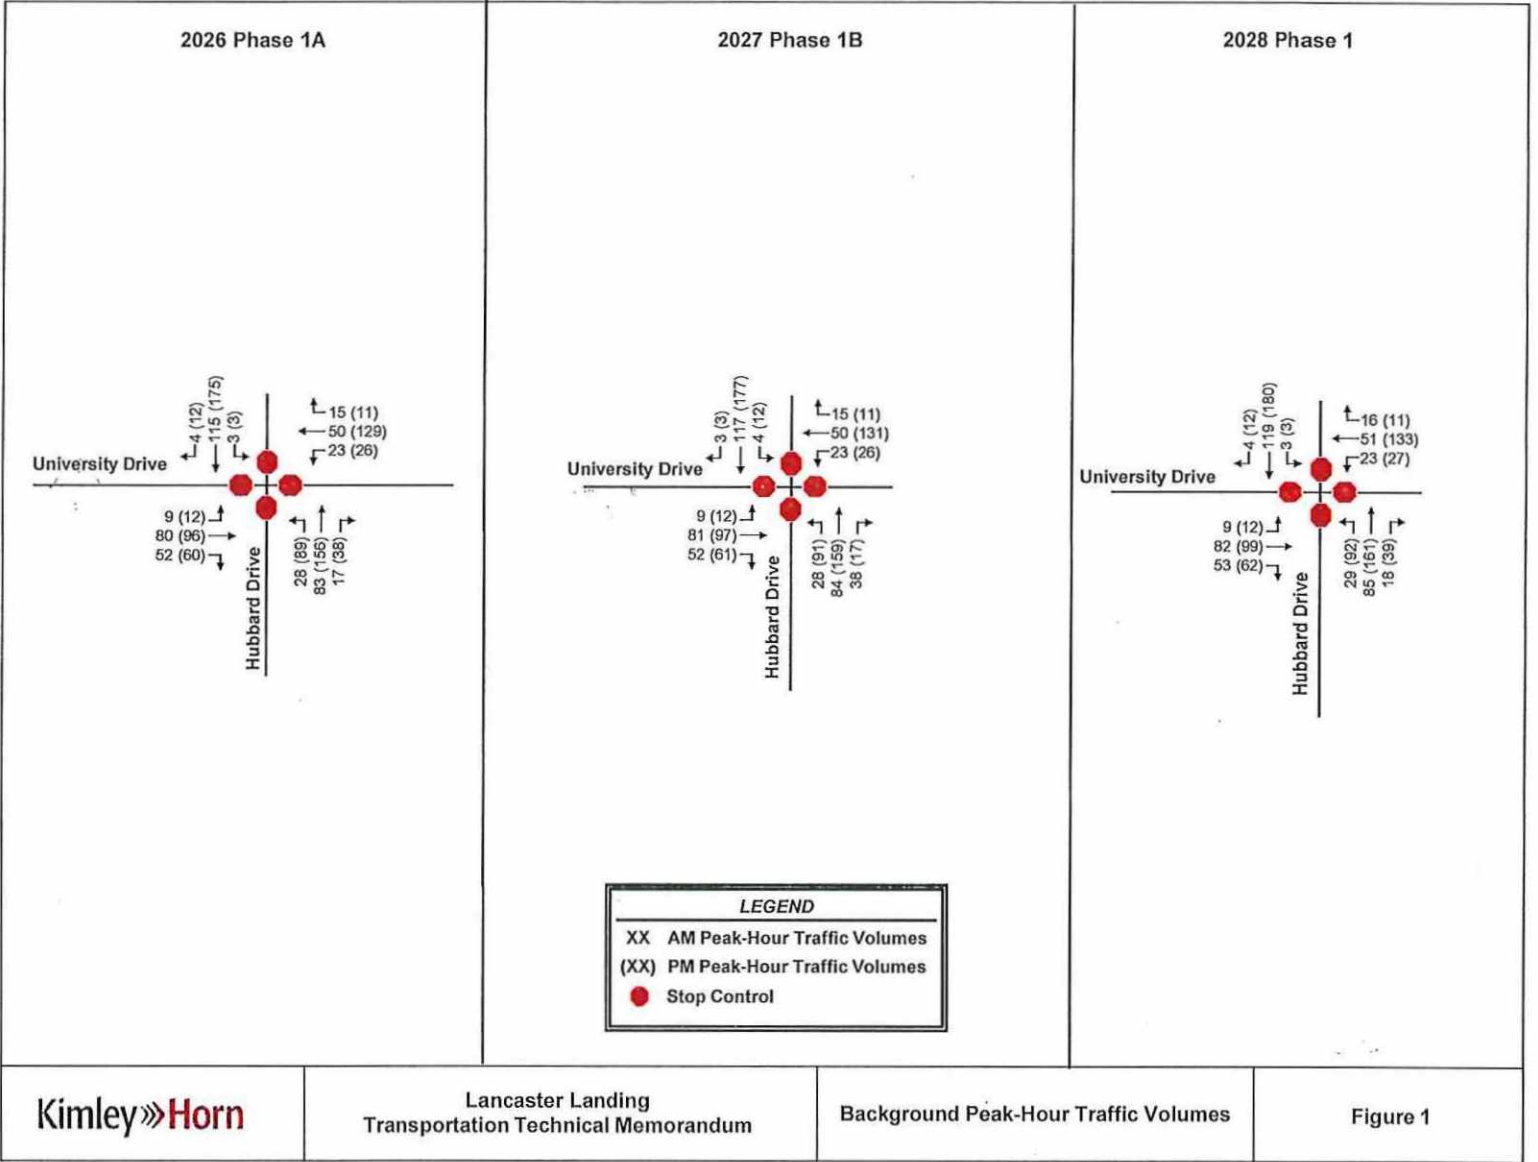 2026 Phase 1A
4 (12)
115 (175)
3 (3)
15 (11)
50 (129)
23 (26)
University Drive
9 (12)
80 (96)
52 (60)
28 (89)
83 (156)
17 (38)
Hubbard Drive
2027 Phase 1B
3 (3)
117 (177)
4 (12)
15 (11)
50 (131)
23 (26)
University Drive
9 (12)
81 (97)
52 (61)
28 (91)
84 (159)
38 (17)
Hubbard Drive
2028 Phase 1
4 (12)
119 (180)
3 (3)
16 (11)
51 (133)
23 (27)
University Drive
9 (12)
82 (99)
53 (62)
29 (92)
85 (161)
18 (39)
Hubbard Drive
LEGEND
XX AM Peak-Hour Traffic Volumes
(XX) PM Peak-Hour Traffic Volumes
Stop Control
Kimley»Horn
Lancaster Landing
Transportation Technical Memorandum
Background Peak-Hour Traffic Volumes
Figure 1